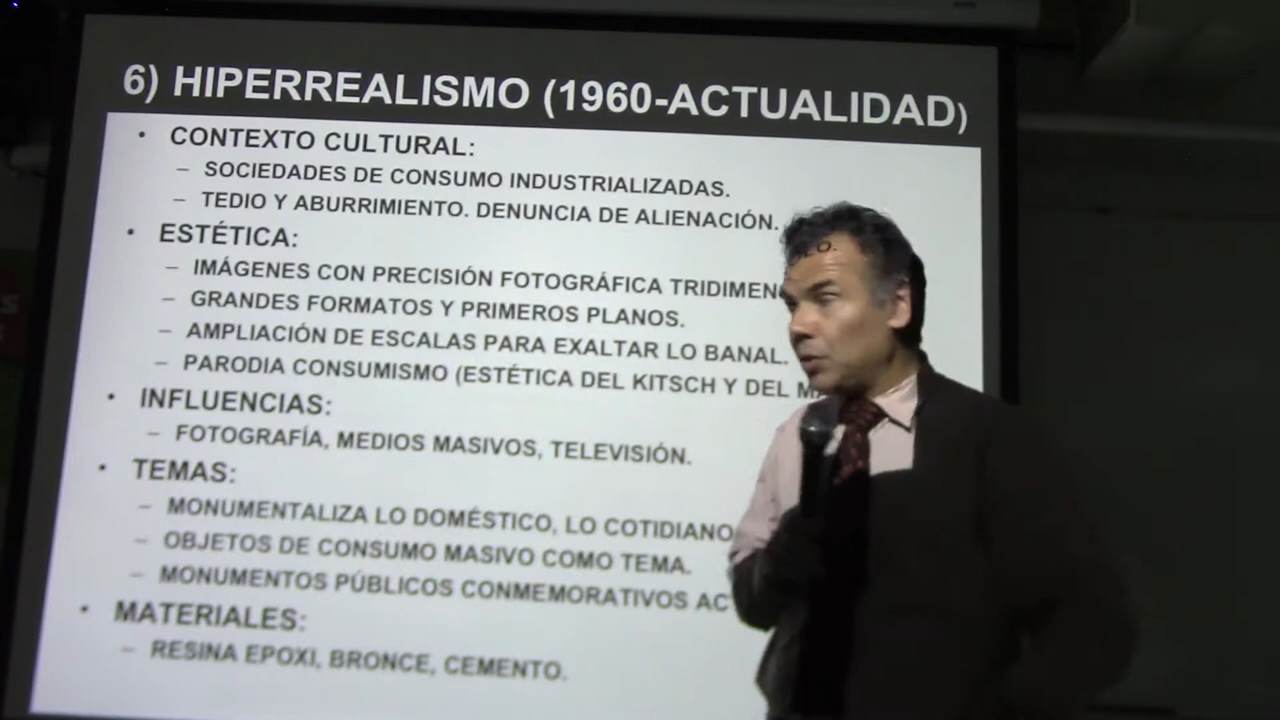 6) HIPERREALISMO (1960-ACTUALIDAD)
• CONTEXTO CULTURAL:
– SOCIEDADES DE CONSUMO INDUSTRIALIZADAS.
– TEDIO Y ABURRIMIENTO. DENUNCIA DE ALIENACIÓN.
• ESTÉTICA:
– IMÁGENES CON PRECISIÓN FOTOGRÁFICA
– GRANDES FORMATOS Y PRIMEROS PLANOS.
– AMPLIACIÓN DE ESCALAS PARA EXALTAR LO BANAL.
– PARODIA CONSUMISMO (ESTÉTICA DEL KITSCH Y DEL
• INFLUENCIAS:
– FOTOGRAFÍA, MEDIOS MASIVOS, TELEVISIÓN.
• TEMAS:
– MONUMENTALIZA LO DOMÉSTICO, LO COTIDIANO
– OBJETOS DE CONSUMO MASIVO COMO TEMA.
– MONUMENTOS PÚBLICOS CONMEMORATIVOS
• MATERIALES:
– RESINA EPOXI, BRONCE, CEMENTO.